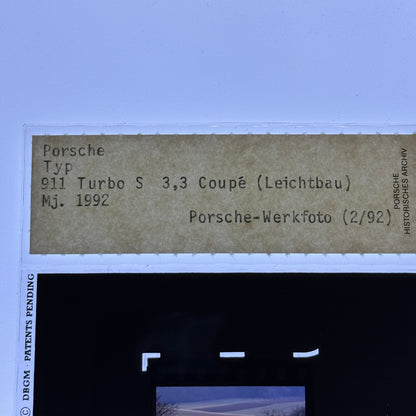 Porsche
Typ
911 Turbo S 3,3 Coupé (Leichtbau)
Mj. 1992
Porsche-Werkfoto (2/92)
PORSCHE
HISTORISCHES ARCHIV
© DBGM · PATENTS PENDING